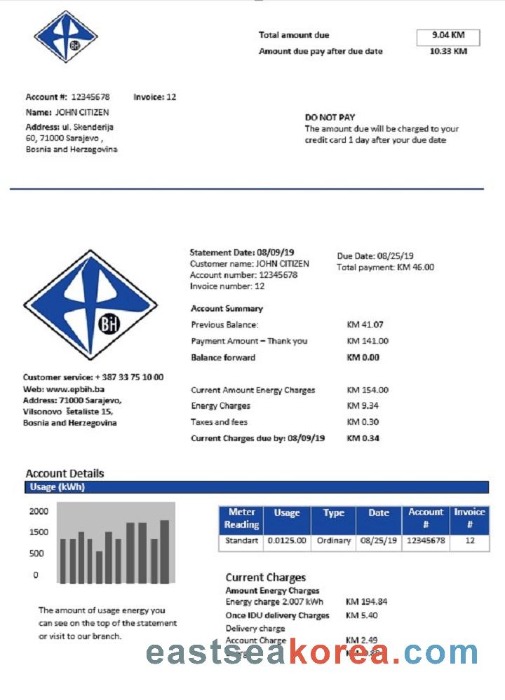 Total amount due 9.04 KM
Amount due pay after due date 10.33 KM
BH
Account #: 12345678 Invoice: 12
Name: JOHN CITIZEN
Address: ul. Skenderija
60, 71000 Sarajevo,
Bosnia and Herzegovina
DO NOT PAY
The amount due will be charged to your
credit card 1 day after your due date
Statement Date: 08/09/19
Customer name: JOHN CITIZEN
Account number: 12345678
Invoice number: 12
Due Date: 08/25/19
Total payment: KM 46.00
BiH
Account Summary
Previous Balance: KM 41.07
Payment Amount – Thank you KM 141.00
Balance forward KM 0.00
Customer service: + 387 33 75 10 00
Web: www.epbih.ba
Address: 71000 Sarajevo,
Vilsonovo Šetaliste 15,
Bosnia and Herzegovina
Current Amount Energy Charges KM 154.00
Energy Charges KM 9.34
Taxes and fees KM 0.30
Current Charges due by: 08/09/19 KM 0.34
Account Details
Usage (kWh)
2000
1500
500
0
Meter Reading Usage Type Date Account # Invoice #
Standart 0.0125.00 Ordinary 08/25/19 12345678 12
The amount of usage energy you
can see on the top of the statement
or visit to our branch.
Current Charges
Amount Energy Charges
Energy charge 2.007 kWh KM 194.84
Once IDU delivery Charges KM 5.40
Delivery charge
Account Charge KM 2.49
eastseakorea.com